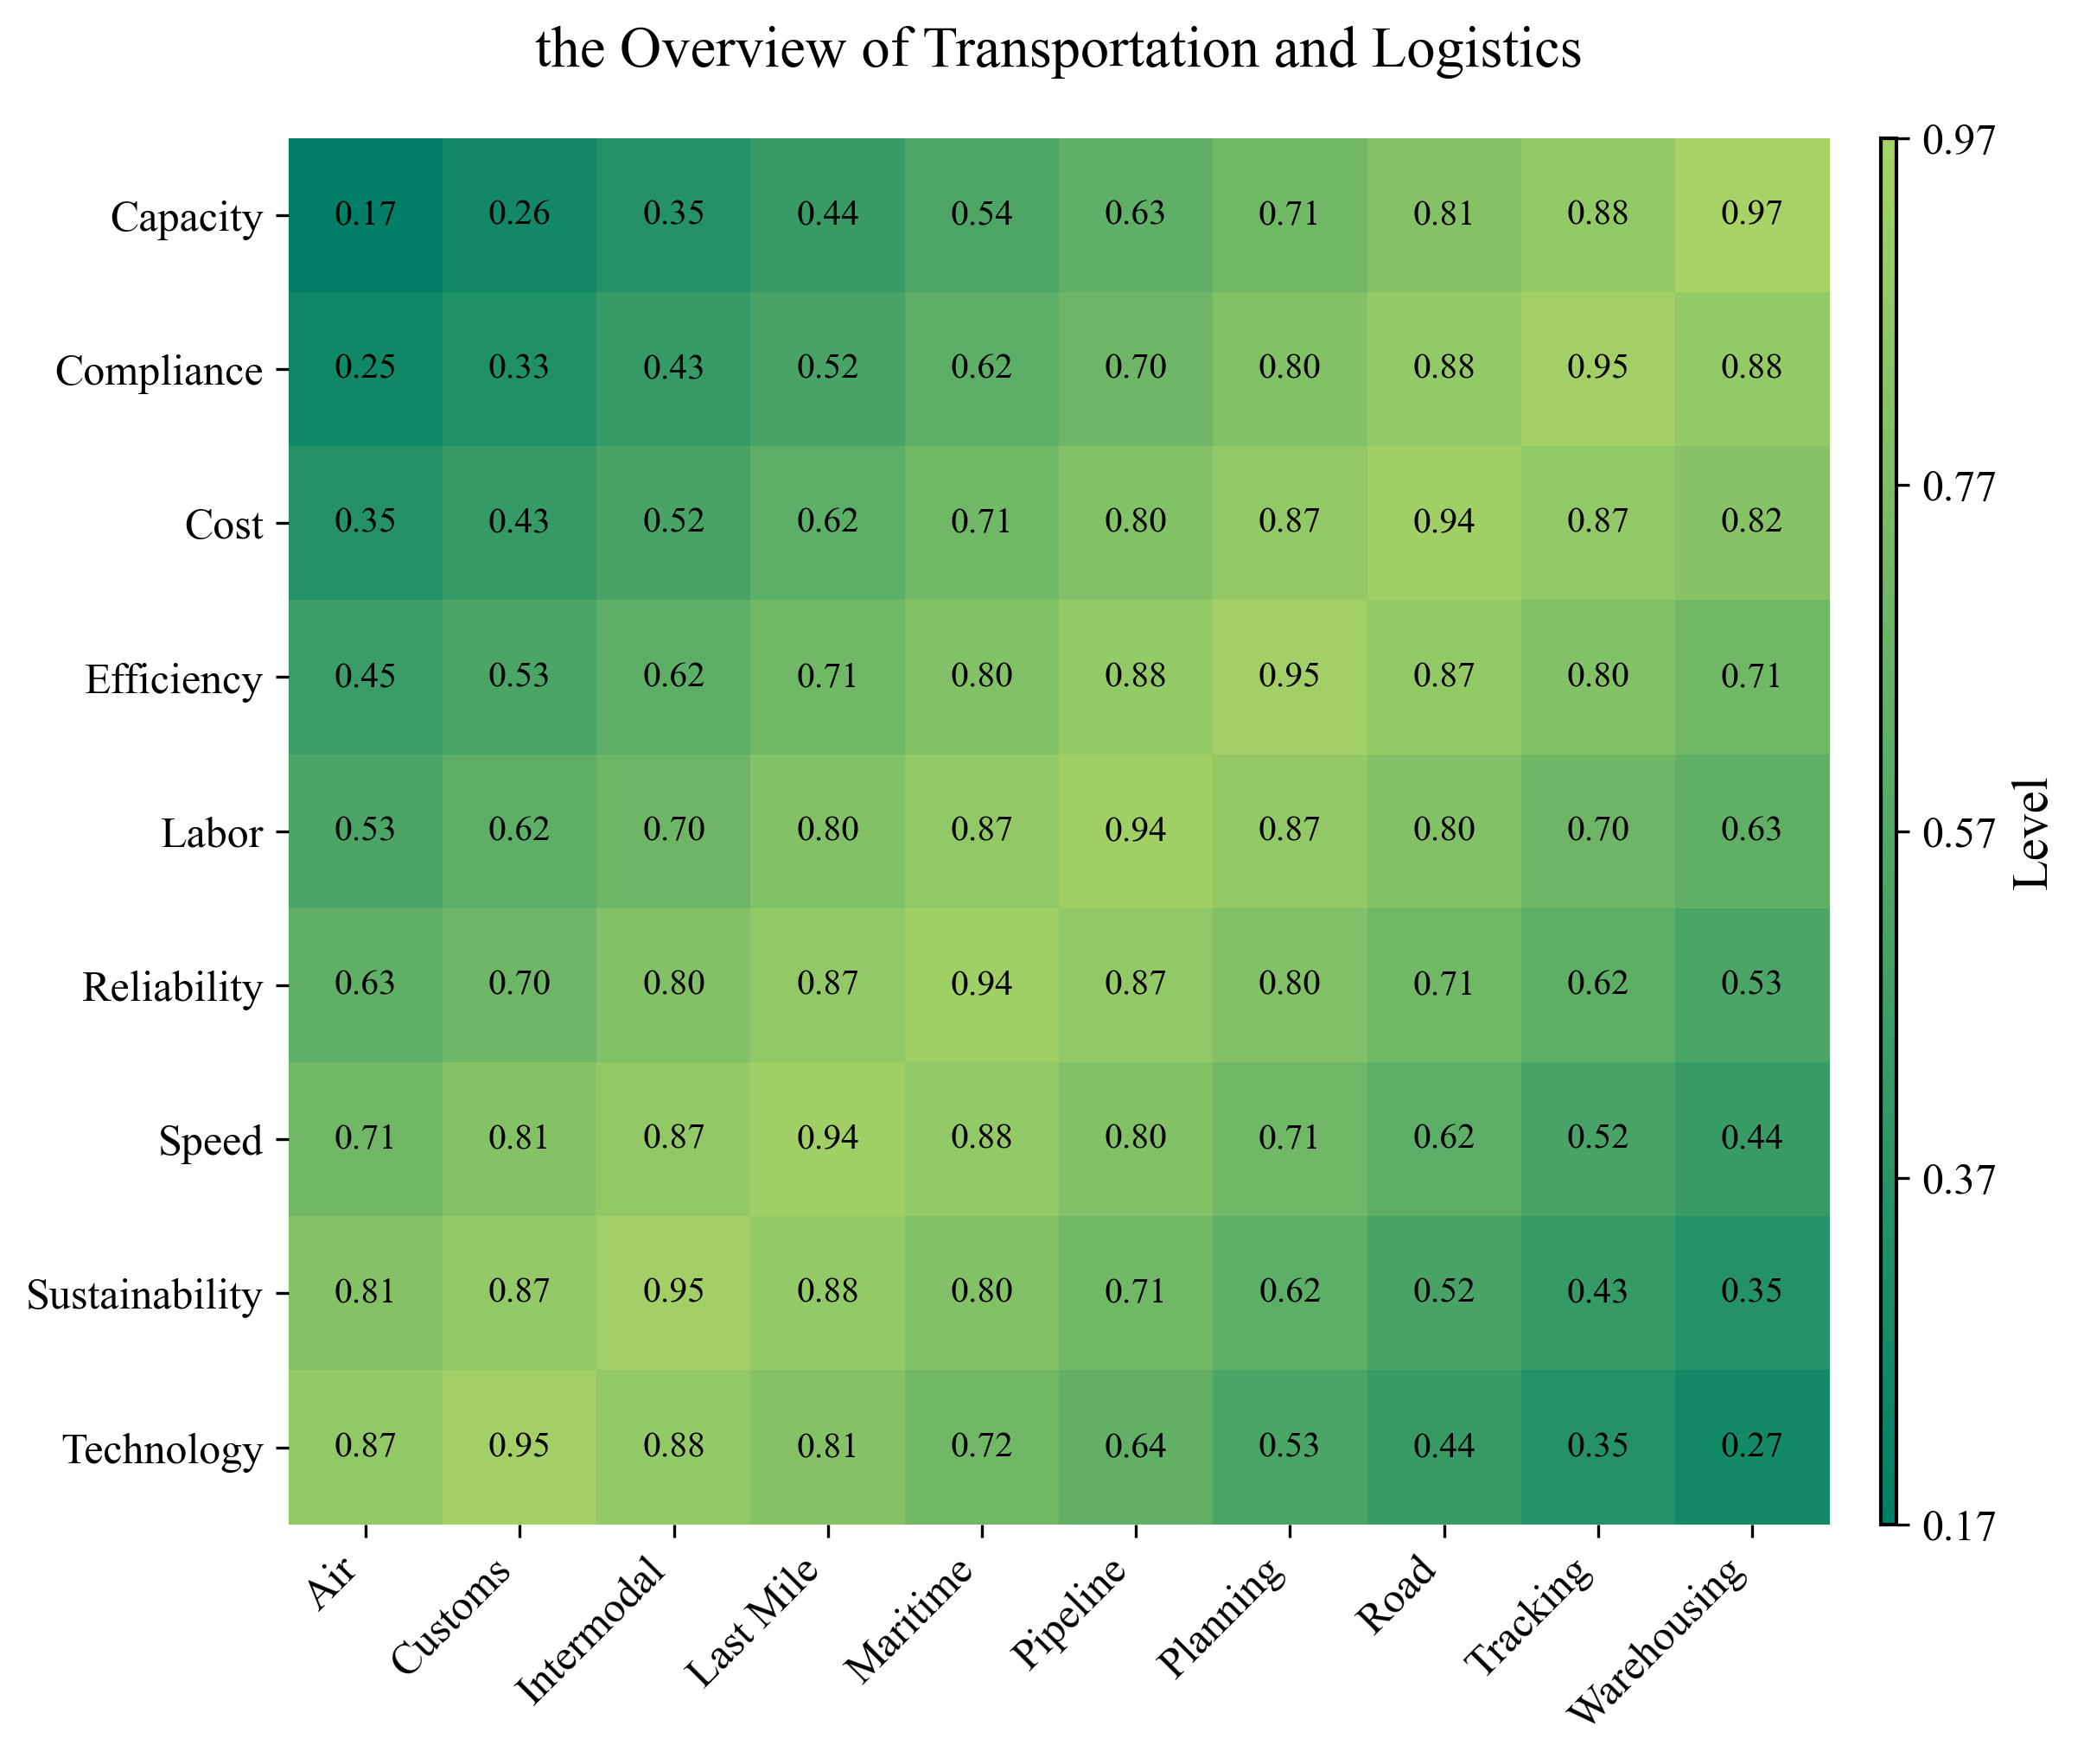 the Overview of Transportation and Logistics
Capacity 0.17 0.26 0.35 0.44 0.54 0.63 0.71 0.81 0.88 0.97
Compliance 0.25 0.33 0.43 0.52 0.62 0.70 0.80 0.88 0.95 0.88
Cost 0.35 0.43 0.52 0.62 0.71 0.80 0.87 0.94 0.87 0.82
Efficiency 0.45 0.53 0.62 0.71 0.80 0.88 0.95 0.87 0.80 0.71
Labor 0.53 0.62 0.70 0.80 0.87 0.94 0.87 0.80 0.70 0.63
Reliability 0.63 0.70 0.80 0.87 0.94 0.87 0.80 0.71 0.62 0.53
Speed 0.71 0.81 0.87 0.94 0.88 0.80 0.71 0.62 0.52 0.44
Sustainability 0.81 0.87 0.95 0.88 0.80 0.71 0.62 0.52 0.43 0.35
Technology 0.87 0.95 0.88 0.81 0.72 0.64 0.53 0.44 0.35 0.27
Air Customs Intermodal Last Mile Maritime Pipeline Planning Road Tracking Warehousing
0.97
0.77
0.57
0.37
0.17
Level